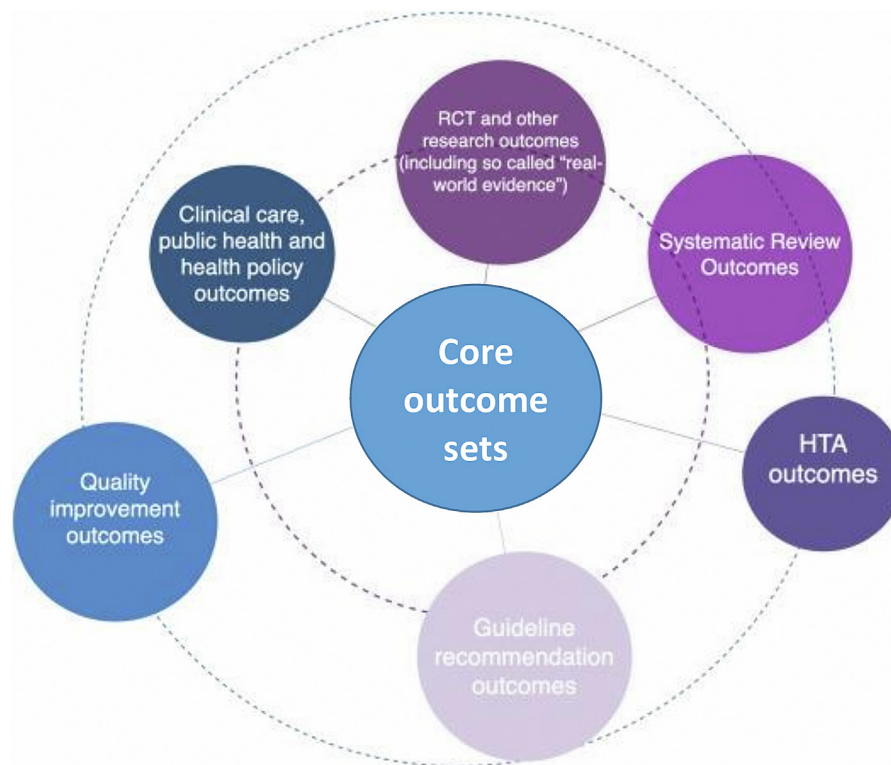 RCT and other
research outcomes
(including so called “real-
world evidence”)
Clinical care,
public health and
health policy
outcomes
Systematic Review
Outcomes
Core
outcome
sets
HTA
outcomes
Quality
improvement
outcomes
Guideline
recommendation
outcomes